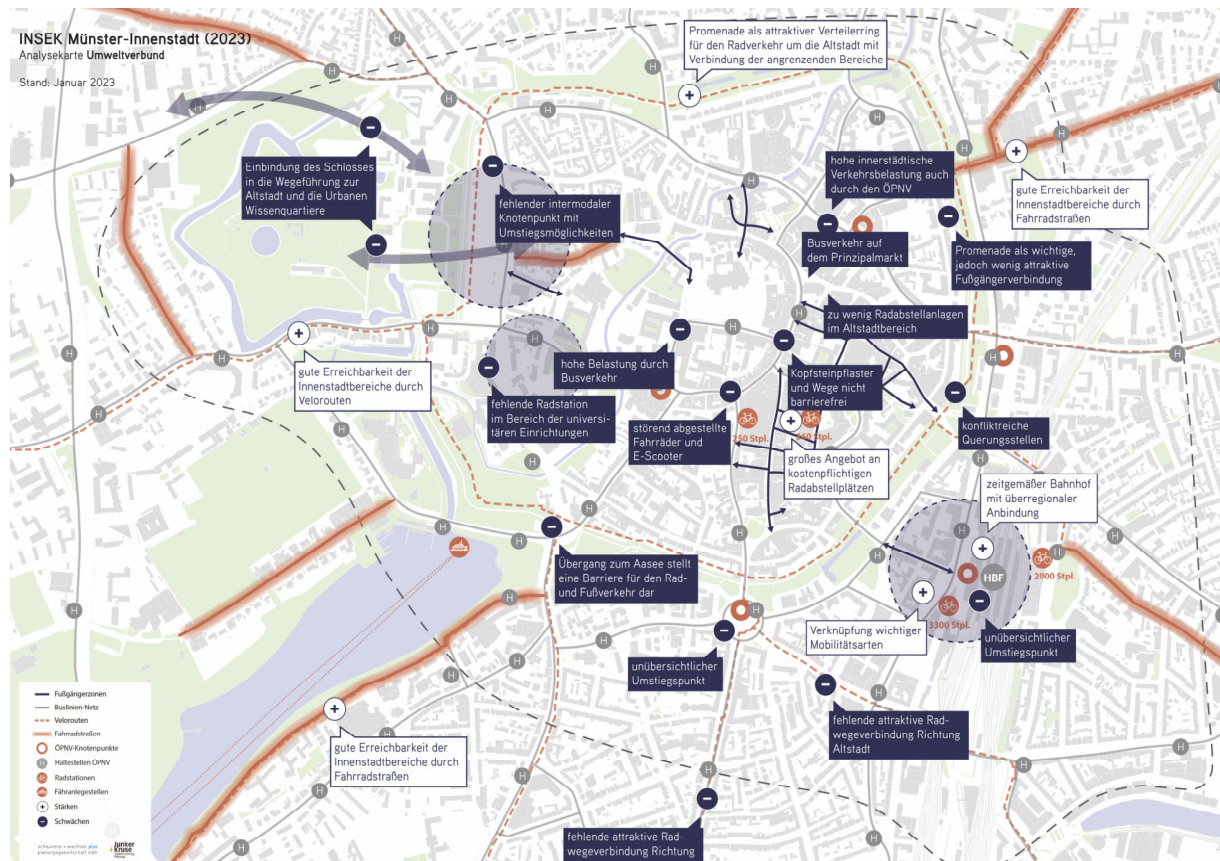 INSEK Münster-Innenstadt (2023)
Analysekarte Umweltverbund
Stand: Januar 2023
Promenade als attraktiver Verteilerring
für den Radverkehr um die Altstadt mit
Verbindung der angrenzenden Bereiche
Einbindung des Schlosses
in die Wegeführung zur
Altstadt und die Urbanen
Wissenquartiere
fehlender intermodaler
Knotenpunkt mit
Umstiegsmöglichkeiten
hohe innerstädtische
Verkehrsbelastung auch
durch den ÖPNV
gute Erreichbarkeit der
Innenstadtbereiche durch
Fahrradstraßen
Busverkehr auf
dem Prinzipalmarkt
Promenade als wichtige,
jedoch wenig attraktive
Fußgängerverbindung
zu wenig Radabstellanlagen
im Altstadtbereich
gute Erreichbarkeit der
Innenstadtbereiche durch
Velorouten
hohe Belastung durch
Busverkehr
Kopfsteinpflaster
und Wege nicht
barrierefrei
fehlende Radstation
im Bereich der universi-
tären Einrichtungen
störend abgestellte
Fahrräder und
E-Scooter
250 Stpl.
konfliktreiche
Querungsstellen
großes Angebot an
kostenpflichtigen
Radabstellplätzen
zeitgemäßer Bahnhof
mit überregionaler
Anbindung
Übergang zum Aasee stellt
eine Barriere für den Rad-
und Fußverkehr dar
HBF
2000 Stpl.
3300 Stpl.
Verknüpfung wichtiger
Mobilitätsarten
unübersichtlicher
Umstiegspunkt
unübersichtlicher
Umstiegspunkt
fehlende attraktive Rad-
wegeverbindung Richtung
Altstadt
gute Erreichbarkeit der
Innenstadtbereiche durch
Fahrradstraßen
fehlende attraktive Rad-
wegeverbindung Richtung
Fußgängerzonen
Buslinien-Netz
Velorouten
Fahrradstraßen
ÖPNV-Knotenpunkte
H Haltestellen ÖPNV
Radstationen
Fähranlegestellen
+ Stärken
− Schwächen
scheuvens + wachten plus
planungsgesellschaft mbh
junker
+kruse